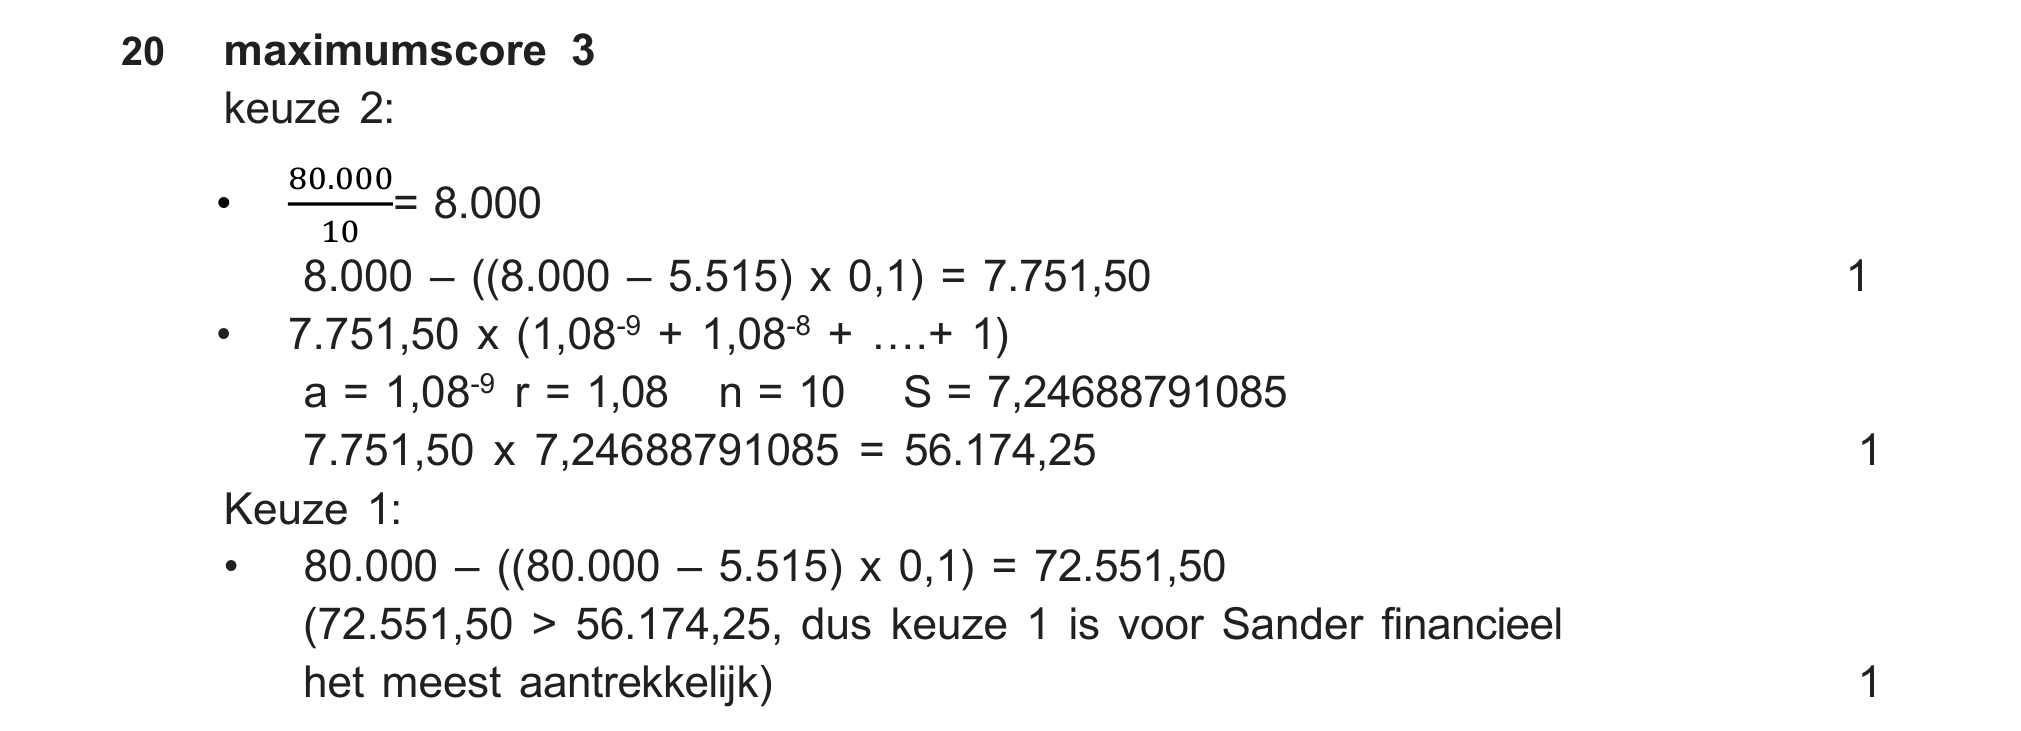 20 maximumscore 3
keuze 2:
• 80.000/10 = 8.000
8.000 – ((8.000 – 5.515) x 0,1) = 7.751,50 1
• 7.751,50 x (1,08⁻⁹ + 1,08⁻⁸ + ….+ 1)
a = 1,08⁻⁹ r = 1,08 n = 10 S = 7,24688791085
7.751,50 x 7,24688791085 = 56.174,25 1
Keuze 1:
• 80.000 – ((80.000 – 5.515) x 0,1) = 72.551,50
(72.551,50 > 56.174,25, dus keuze 1 is voor Sander financieel
het meest aantrekkelijk) 1